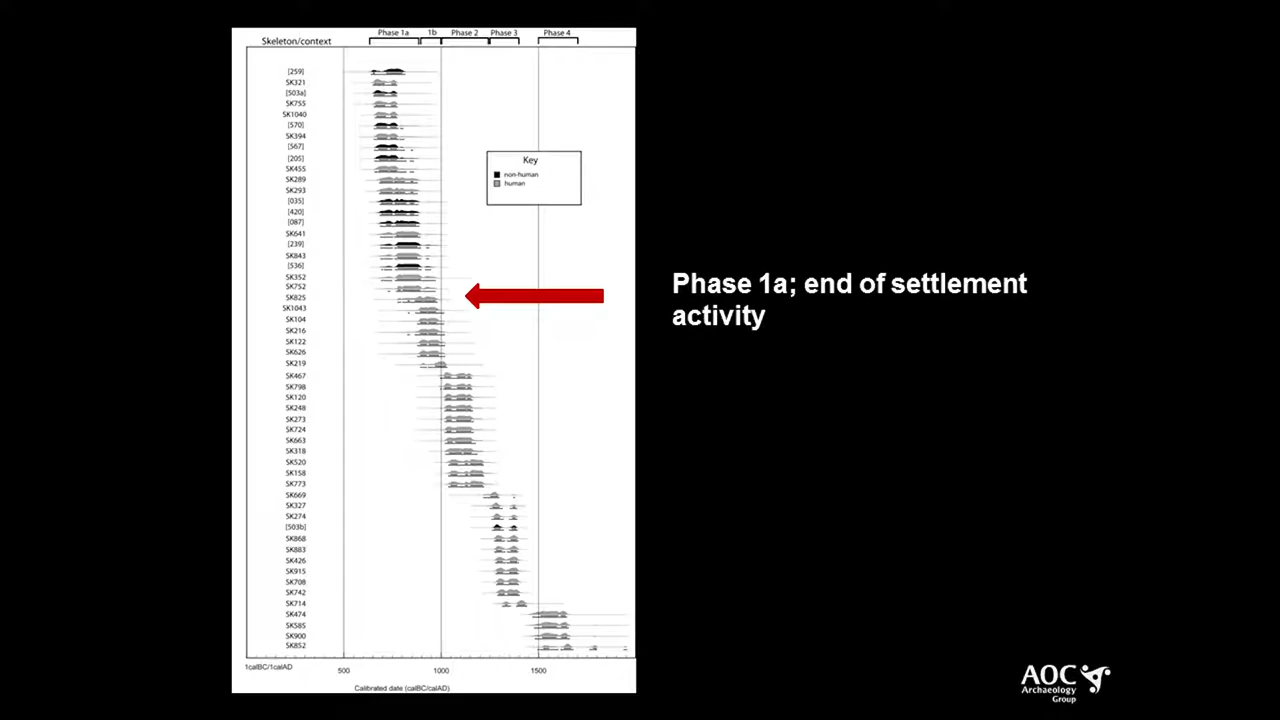 Phase 1a
1b
Phase 2
Phase 3
Phase 4
Skeleton/context
[259]
SK321
[503a]
SK755
SK1040
[570]
SK394
[567]
[205]
SK455
SK289
SK293
[035]
[420]
[087]
SK641
[239]
SK843
[536]
SK352
SK752
SK825
SK1043
SK104
SK216
SK122
SK626
SK219
SK467
SK798
SK120
SK248
SK273
SK724
SK663
SK318
SK520
SK158
SK773
SK669
SK327
SK274
[503b]
SK868
SK883
SK426
SK915
SK708
SK742
SK714
SK474
SK585
SK900
SK852
Key
non-human
human
1calBC/1calAD
500
1000
1500
Calibrated date (calBC/calAD)
Phase 1a; end of settlement
activity
AOC
Archaeology
Group